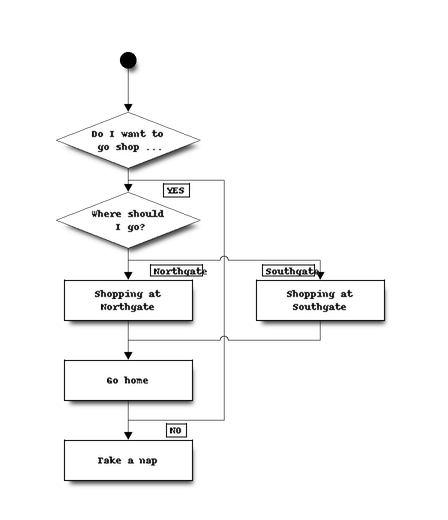 Do I want to
go shop ...
YES
Where should
I go?
Northgate
Southgate
Shopping at
Northgate
Shopping at
Southgate
Go home
NO
Take a nap